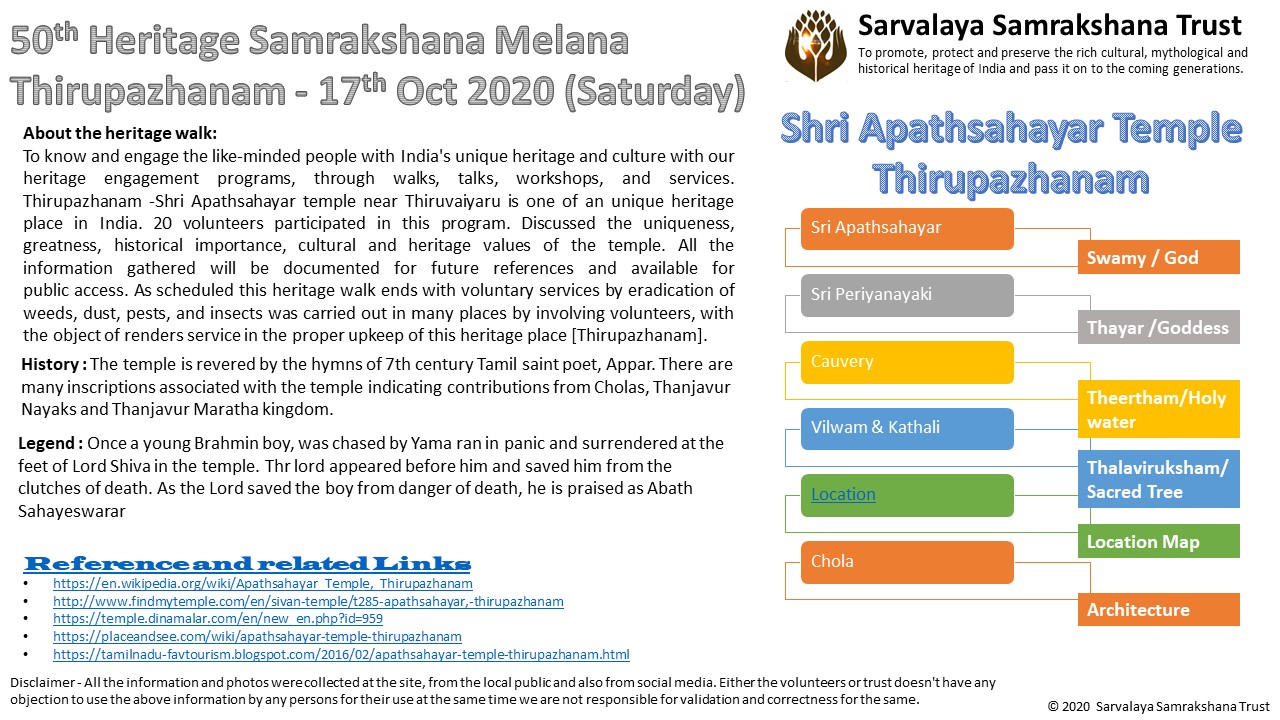 50th Heritage Samrakshana Melana
Thirupazhanam - 17th Oct 2020 (Saturday)
About the heritage walk:
To know and engage the like-minded people with India's unique heritage and culture with our
heritage engagement programs, through walks, talks, workshops, and services.
Thirupazhanam -Shri Apathsahayar temple near Thiruvaiyaru is one of an unique heritage
place in India. 20 volunteers participated in this program. Discussed the uniqueness,
greatness, historical importance, cultural and heritage values of the temple. All the
information gathered will be documented for future references and available for
public access. As scheduled this heritage walk ends with voluntary services by eradication of
weeds, dust, pests, and insects was carried out in many places by involving volunteers, with
the object of renders service in the proper upkeep of this heritage place [Thirupazhanam].
History : The temple is revered by the hymns of 7th century Tamil saint poet, Appar. There are
many inscriptions associated with the temple indicating contributions from Cholas, Thanjavur
Nayaks and Thanjavur Maratha kingdom.
Legend : Once a young Brahmin boy, was chased by Yama ran in panic and surrendered at the
feet of Lord Shiva in the temple. Thr lord appeared before him and saved him from the
clutches of death. As the Lord saved the boy from danger of death, he is praised as Abath
Sahayeswarar
Reference and related Links
• https://en.wikipedia.org/wiki/Apathsahayar_Temple,_Thirupazhanam
• http://www.findmytemple.com/en/sivan-temple/t285-apathsahayar,-thirupazhanam
• https://temple.dinamalar.com/en/new_en.php?id=959
• https://placeandsee.com/wiki/apathsahayar-temple-thirupazhanam
• https://tamilnadu-favtourism.blogspot.com/2016/02/apathsahayar-temple-thirupazhanam.html
Sarvalaya Samrakshana Trust
To promote, protect and preserve the rich cultural, mythological and
historical heritage of India and pass it on to the coming generations.
Shri Apathsahayar Temple
Thirupazhanam
Sri Apathsahayar
Swamy / God
Sri Periyanayaki
Thayar /Goddess
Cauvery
Theertham/Holy
water
Vilwam & Kathali
Thalaviruksham/
Sacred Tree
Location
Location Map
Chola
Architecture
Disclaimer - All the information and photos were collected at the site, from the local public and also from social media. Either the volunteers or trust doesn't have any
objection to use the above information by any persons for their use at the same time we are not responsible for validation and correctness for the same.
© 2020 Sarvalaya Samrakshana Trust